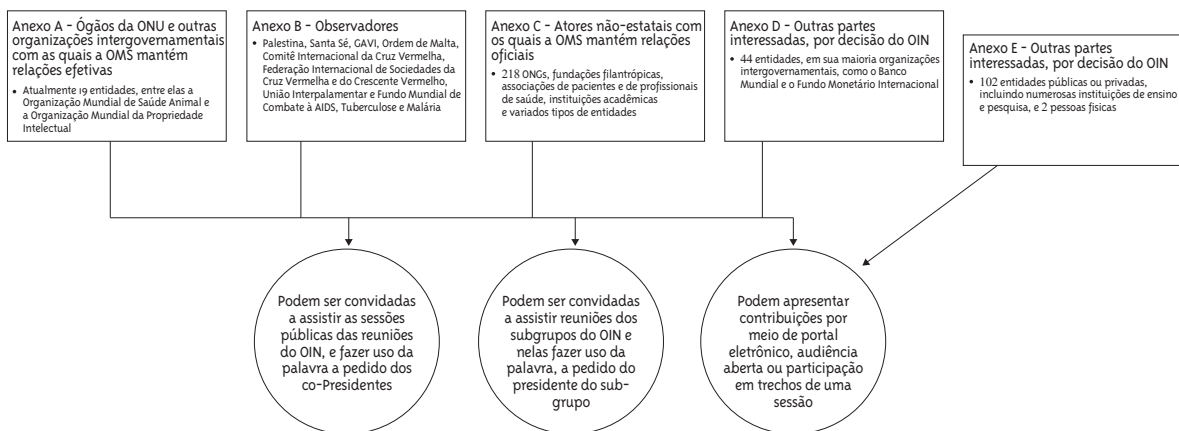 Anexo A - Órgãos da ONU e outras
organizações intergovernamentais
com as quais a OMS mantém
relações efetivas
• Atualmente 19 entidades, entre elas a
Organização Mundial de Saúde Animal e
a Organização Mundial da Propriedade
Intelectual
Anexo B - Observadores
• Palestina, Santa Sé, GAVI, Ordem de Malta,
Comitê Internacional da Cruz Vermelha,
Federação Internacional de Sociedades da
Cruz Vermelha e do Crescente Vermelho,
União Interpalamentar e Fundo Mundial de
Combate à AIDS, Tuberculose e Malária
Anexo C - Atores não-estatais com
os quais a OMS mantém relações
oficiais
• 218 ONGs, fundações filantrópicas,
associações de pacientes e de profissionais
de saúde, instituições acadêmicas
e variados tipos de entidades
Anexo D - Outras partes
interessadas, por decisão do OIN
• 44 entidades, em sua maioria organizações
intergovernamentais, como o Banco
Mundial e o Fundo Monetário Internacional
Anexo E - Outras partes
interessadas, por decisão do OIN
• 102 entidades públicas ou privadas,
incluindo numerosas instituições de ensino
e pesquisa, e 2 pessoas físicas
Podem ser convidadas
a assistir as sessões
públicas das reuniões
do OIN, e fazer uso da
palavra a pedido dos
co-Presidentes
Podem ser convidadas
a assistir reuniões dos
subgrupos do OIN e
nelas fazer uso da
palavra, a pedido do
presidente do sub-
grupo
Podem apresentar
contribuições por
meio de portal
eletrônico, audiência
aberta ou participação
em trechos de uma
sessão